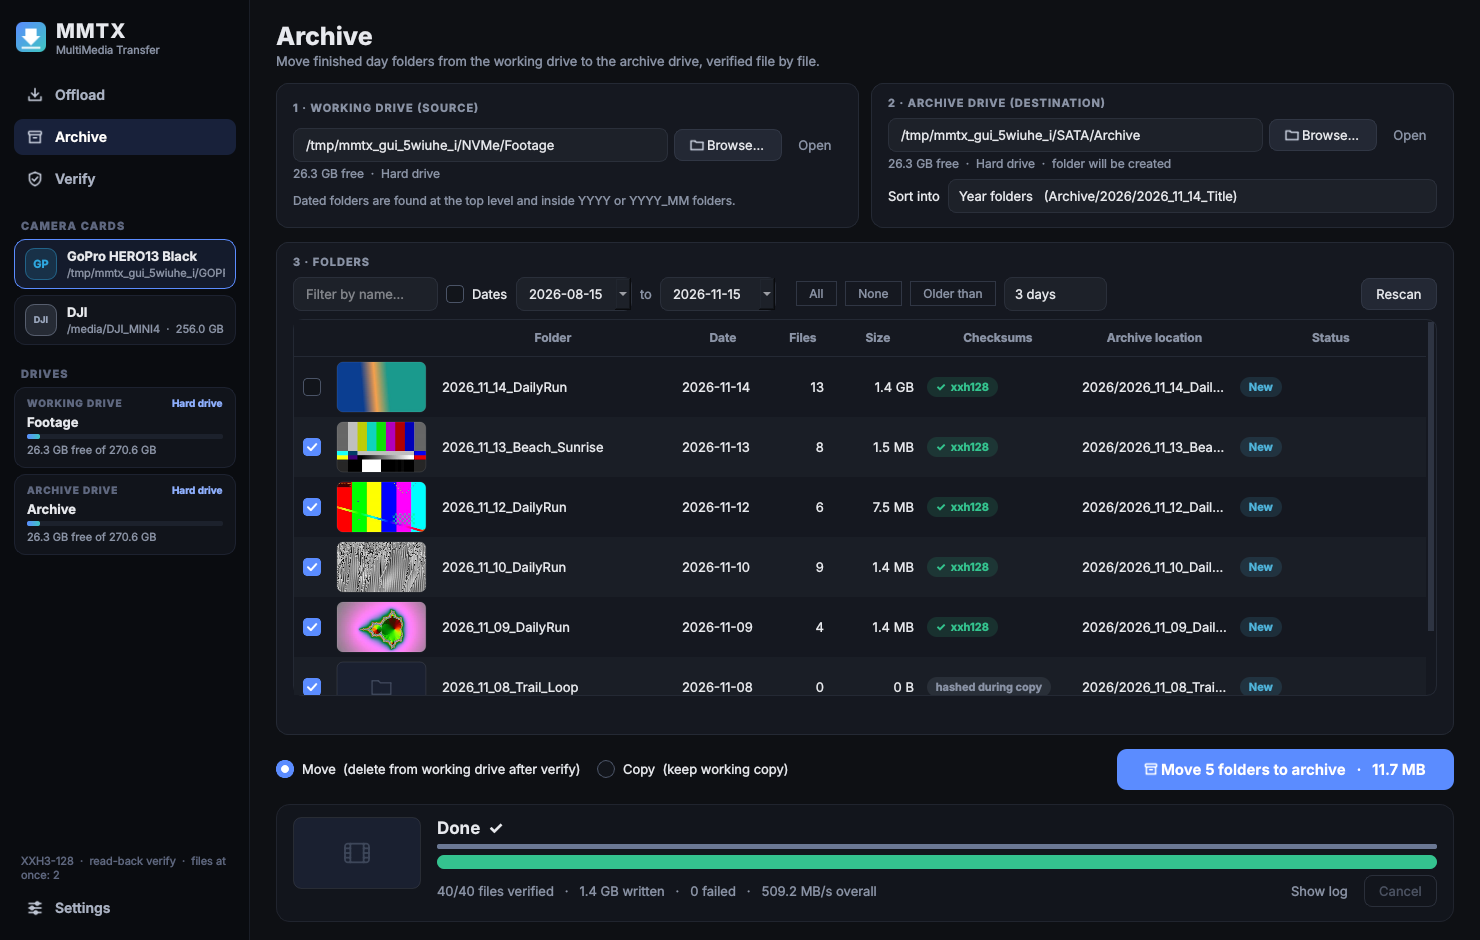 MMTX
MultiMedia Transfer
Offload
Archive
Verify
CAMERA CARDS
GP
GoPro HERO13 Black
/tmp/mmtx_gui_5wiuhe_i/GOPI
DJI
DJI
/media/DJI_MINI4 · 256.0 GB
DRIVES
WORKING DRIVE Hard drive
Footage
26.3 GB free of 270.6 GB
ARCHIVE DRIVE Hard drive
Archive
26.3 GB free of 270.6 GB
XXH3-128 · read-back verify · files at
once: 2
Settings
Archive
Move finished day folders from the working drive to the archive drive, verified file by file.
1 · WORKING DRIVE (SOURCE)
/tmp/mmtx_gui_5wiuhe_i/NVMe/Footage Browse... Open
26.3 GB free · Hard drive
Dated folders are found at the top level and inside YYYY or YYYY_MM folders.
2 · ARCHIVE DRIVE (DESTINATION)
/tmp/mmtx_gui_5wiuhe_i/SATA/Archive Browse... Open
26.3 GB free · Hard drive · folder will be created
Sort into Year folders (Archive/2026/2026_11_14_Title)
3 · FOLDERS
Filter by name... Dates 2026-08-15 to 2026-11-15 All None Older than 3 days Rescan
Folder Date Files Size Checksums Archive location Status
2026_11_14_DailyRun 2026-11-14 13 1.4 GB ✓ xxh128 2026/2026_11_14_Dail... New
2026_11_13_Beach_Sunrise 2026-11-13 8 1.5 MB ✓ xxh128 2026/2026_11_13_Bea... New
2026_11_12_DailyRun 2026-11-12 6 7.5 MB ✓ xxh128 2026/2026_11_12_Dail... New
2026_11_10_DailyRun 2026-11-10 9 1.4 MB ✓ xxh128 2026/2026_11_10_Dail... New
2026_11_09_DailyRun 2026-11-09 4 1.4 MB ✓ xxh128 2026/2026_11_09_Dail... New
2026_11_08_Trail_Loop 2026-11-08 0 0 B hashed during copy 2026/2026_11_08_Trai... New
Move (delete from working drive after verify) Copy (keep working copy)
Move 5 folders to archive · 11.7 MB
Done ✓
40/40 files verified · 1.4 GB written · 0 failed · 509.2 MB/s overall
Show log Cancel